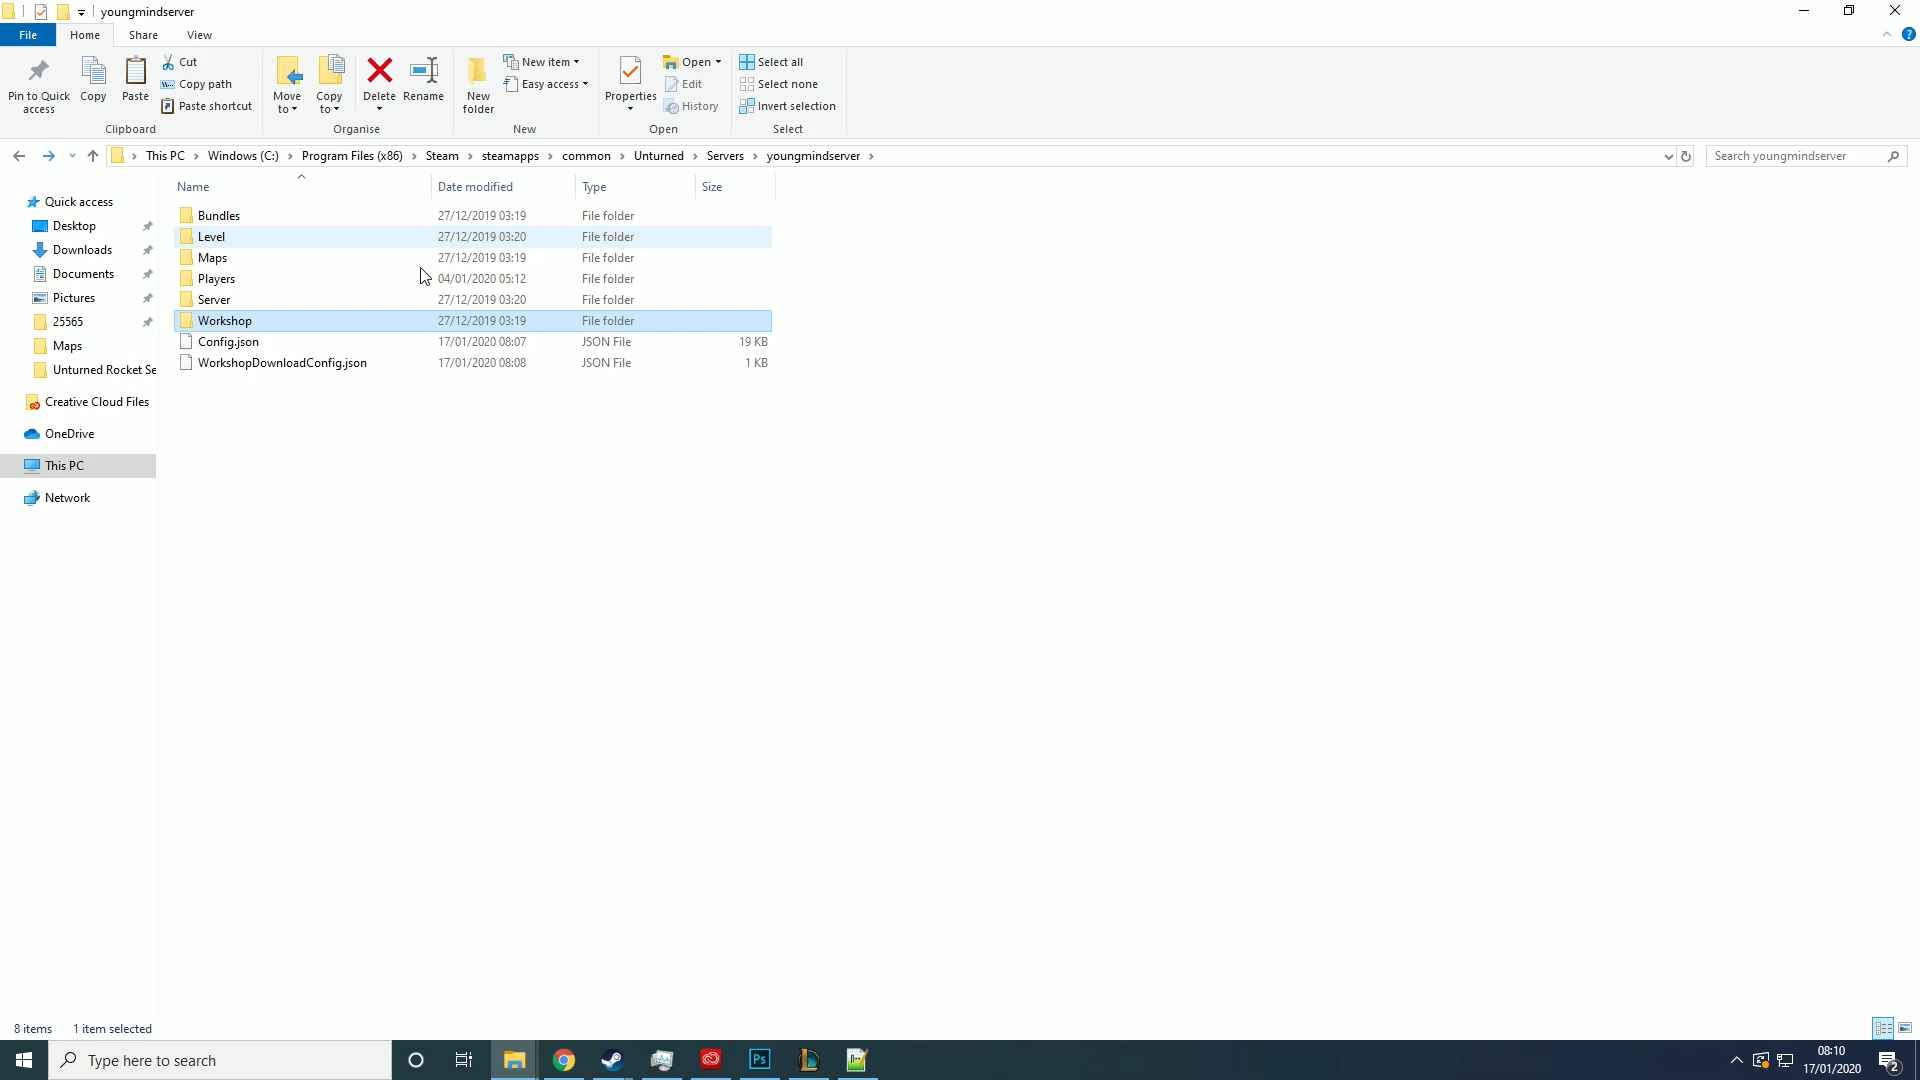 youngmindserver
File Home Share View
Pin to Quick access
Copy
Paste
Cut
Copy path
Paste shortcut
Clipboard
Move to
Copy to
Delete
Rename
Organise
New folder
New item
Easy access
New
Properties
Open
Edit
History
Open
Select all
Select none
Invert selection
Select
This PC > Windows (C:) > Program Files (x86) > Steam > steamapps > common > Unturned > Servers > youngmindserver >
Search youngmindserver
Quick access
Desktop
Downloads
Documents
Pictures
25565
Maps
Unturned Rocket Se
Creative Cloud Files
OneDrive
This PC
Network
Name Date modified Type Size
Bundles 27/12/2019 03:19 File folder
Level 27/12/2019 03:20 File folder
Maps 27/12/2019 03:19 File folder
Players 04/01/2020 05:12 File folder
Server 27/12/2019 03:20 File folder
Workshop 27/12/2019 03:19 File folder
Config.json 17/01/2020 08:07 JSON File 19 KB
WorkshopDownloadConfig.json 17/01/2020 08:08 JSON File 1 KB
8 items 1 item selected
Type here to search
Ps
08:10
17/01/2020
2